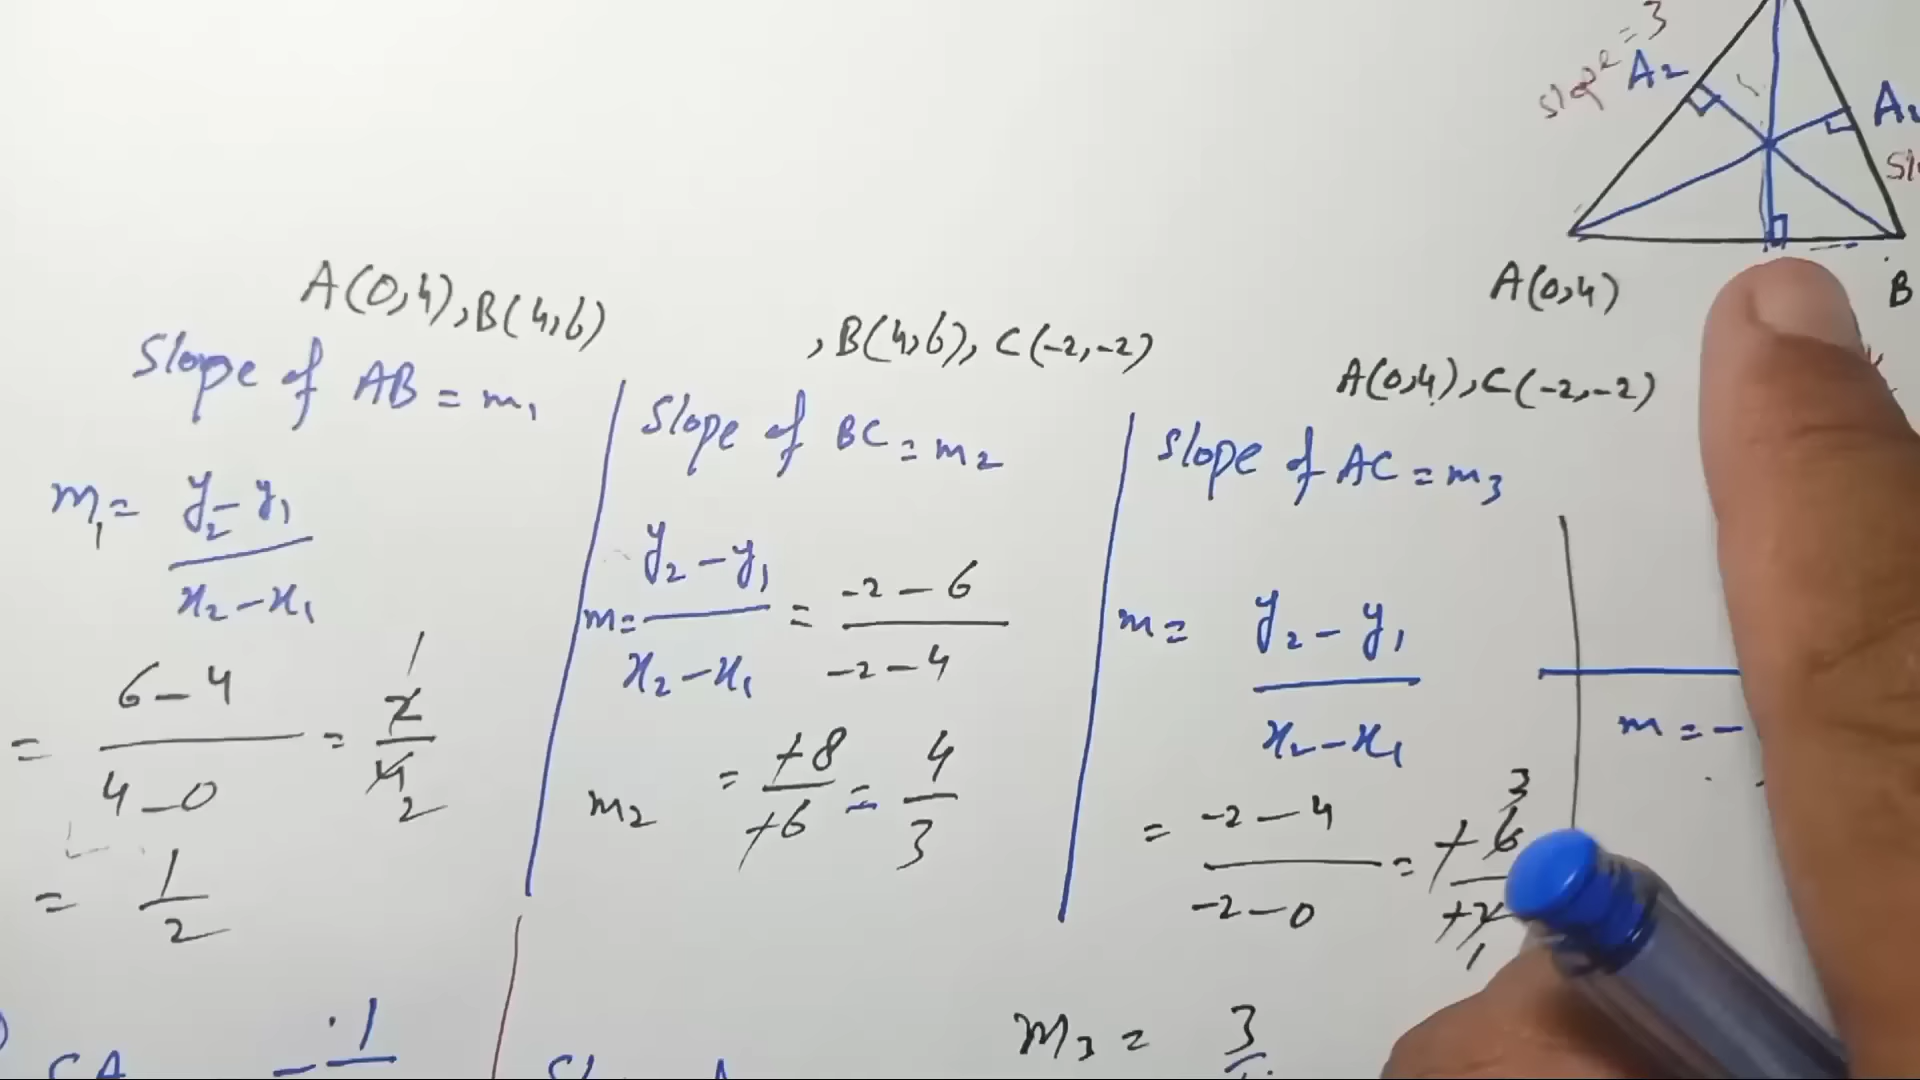 slope = 3
A2
A(0,4)
B
A(0,4), B(4,6)
Slope of AB = m1
m1 = y2 - y1
x2 - x1
= 6 - 4 = 2 1
4 - 0 4 2
= 1
2
, B(4,6), C(-2,-2)
Slope of BC = m2
m = y2 - y1 = -2 - 6
x2 - x1 -2 - 4
m2 = +8 = 4
+6 3
A(0,4), C(-2,-2)
Slope of AC = m3
m = y2 - y1
x2 - x1
= -2 - 4 = +6 3
-2 - 0 +2 1
m3 = 3
m = -
- 1